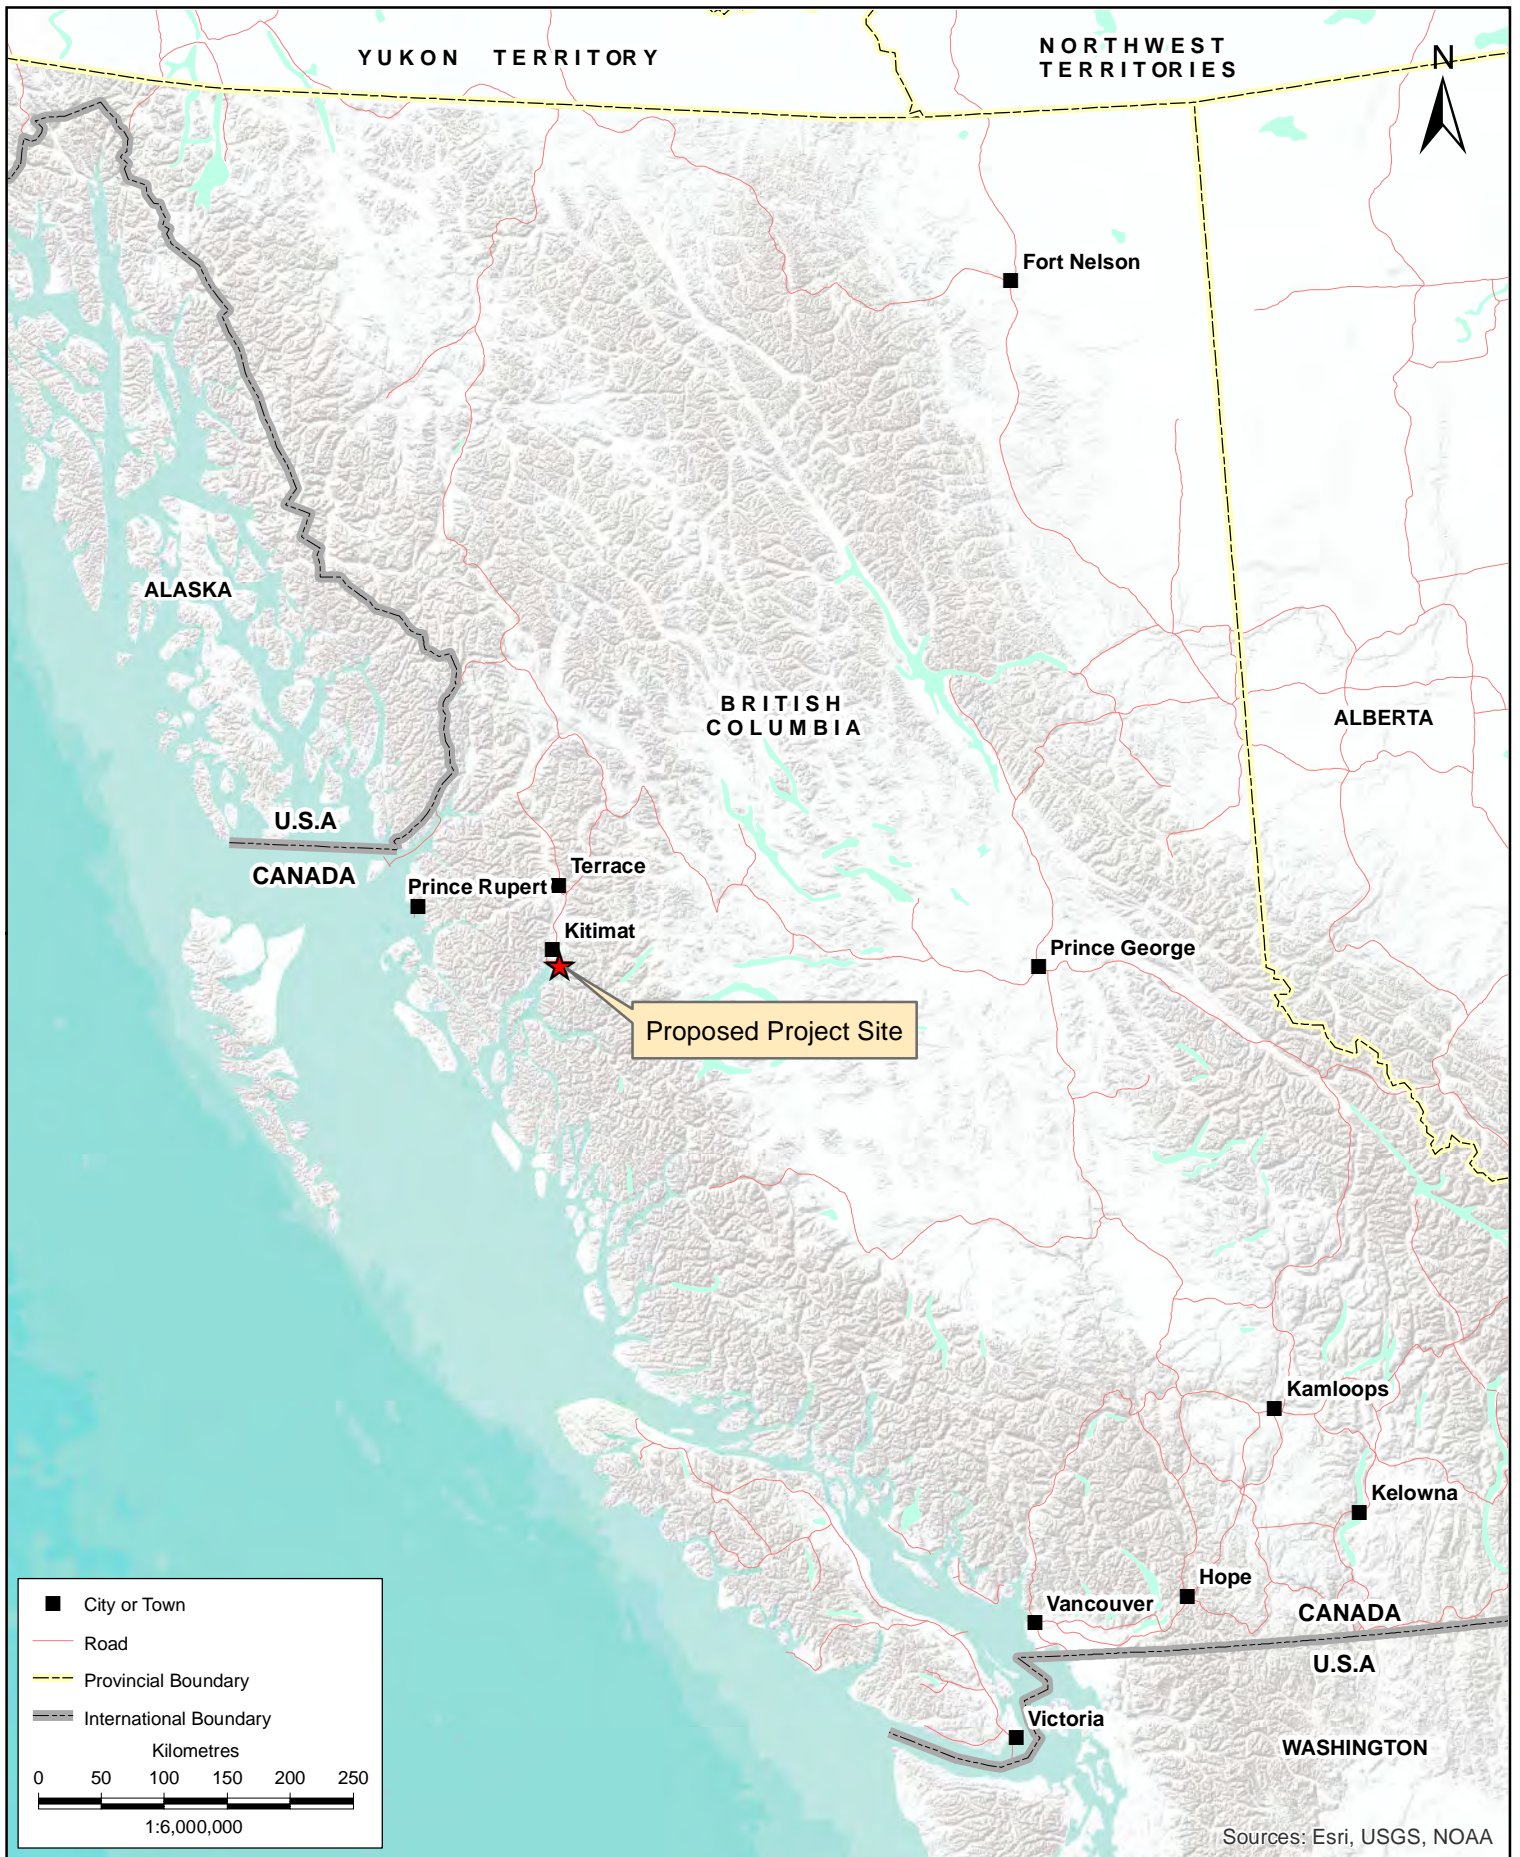 YUKON TERRITORY
NORTHWEST
TERRITORIES
N
Fort Nelson
ALASKA
BRITISH
COLUMBIA
ALBERTA
U.S.A
CANADA
Terrace
Prince Rupert
Kitimat
Prince George
Proposed Project Site
Kamloops
Kelowna
Hope
Vancouver
CANADA
U.S.A
Victoria
WASHINGTON
City or Town
Road
Provincial Boundary
International Boundary
Kilometres
0 50 100 150 200 250
1:6,000,000
Sources: Esri, USGS, NOAA